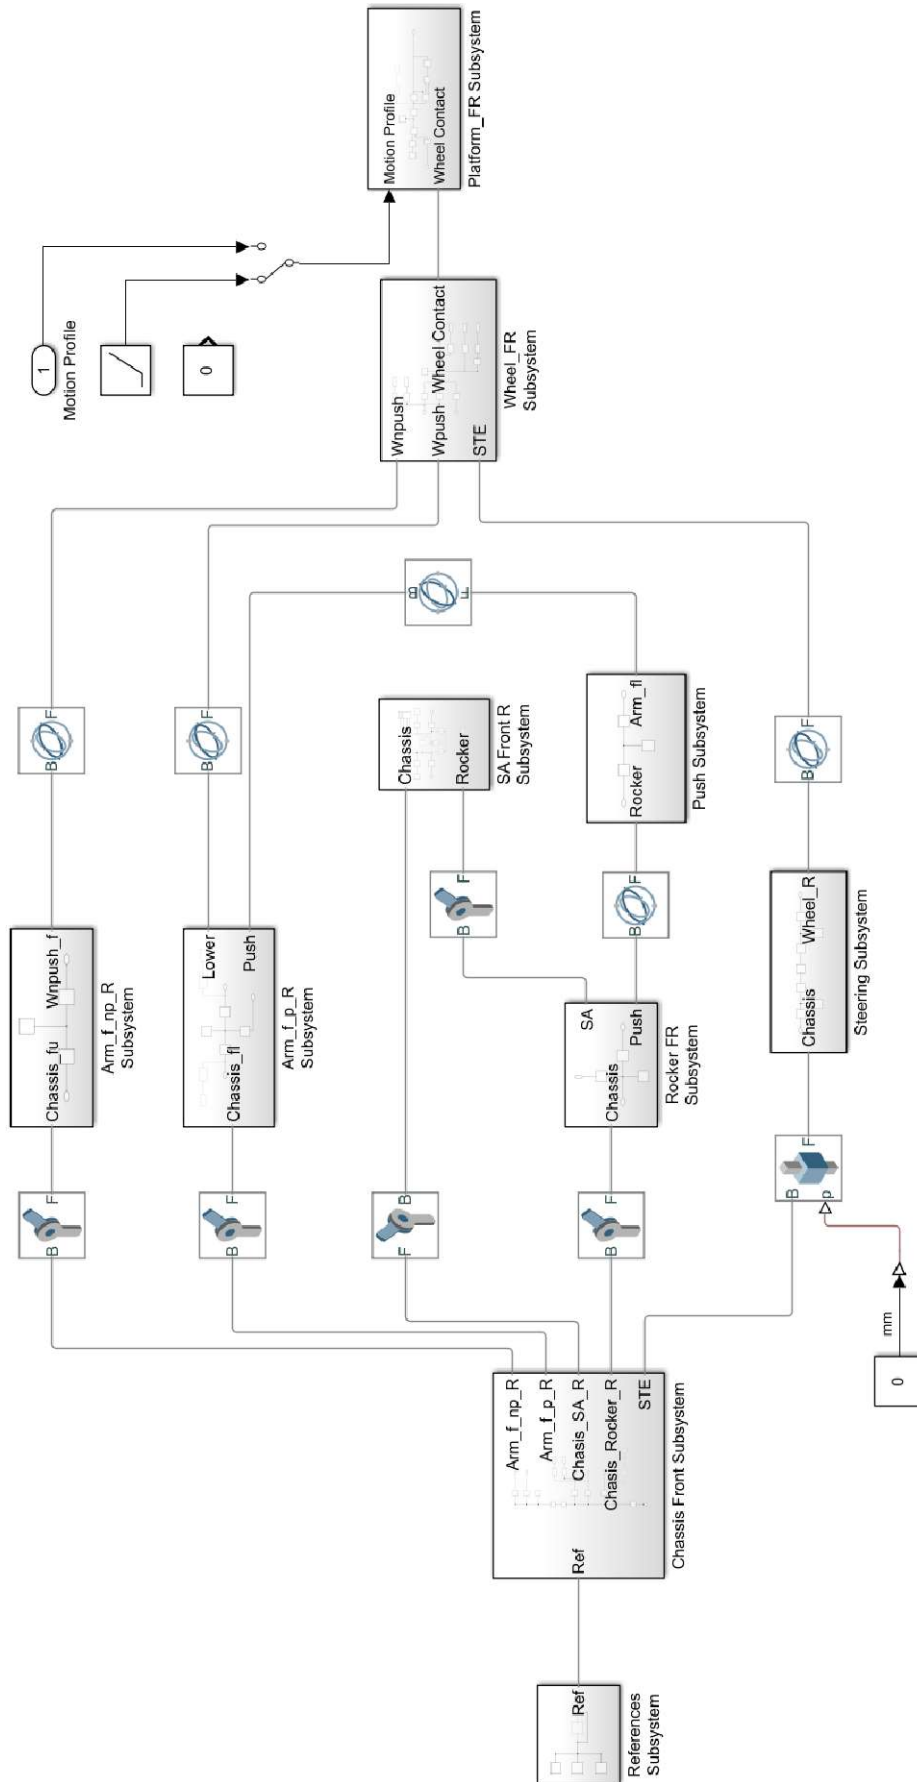 1
Motion Profile
0
Motion Profile
Wheel Contact
Platform_FR Subsystem
Wnpush
Wpush
Wheel Contact
STE
Wheel_FR
Subsystem
B
F
B
F
B
F
Chassis_fu
Wnpush_f
Arm_f_np_R
Subsystem
Lower
Chassis_fl
Push
Arm_f_p_R
Subsystem
Chassis
Rocker
SA Front R
Subsystem
Rocker
Arm_fl
Push Subsystem
B
F
B
F
B
F
SA
Chassis
Push
Rocker FR
Subsystem
Chassis
Wheel_R
Steering Subsystem
B
F
B
F
F
B
B
F
B
F
p
Arm_f_np_R
Arm_f_p_R
Chasis_SA_R
Chasis_Rocker_R
STE
Ref
Chassis Front Subsystem
mm
0
Ref
References
Subsystem